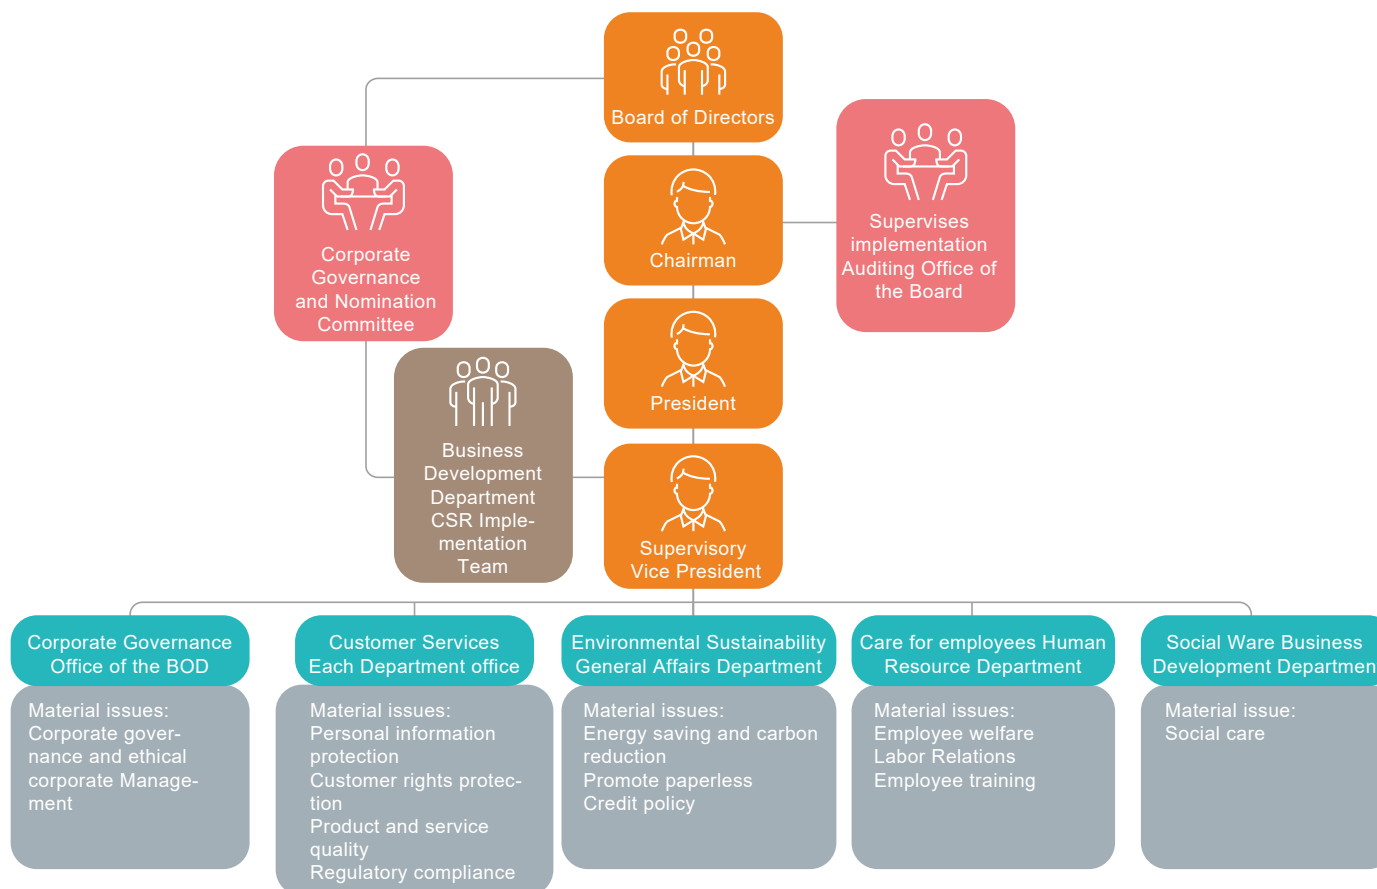 Board of Directors
Chairman
Supervises
implementation
Auditing Office of
the Board
Corporate
Governance
and Nomination
Committee
President
Business
Development
Department
CSR Imple-
mentation
Team
Supervisory
Vice President
Corporate Governance
Office of the BOD
Material issues:
Corporate gover-
nance and ethical
corporate Manage-
ment
Customer Services
Each Department office
Material issues:
Personal information
protection
Customer rights protec-
tion
Product and service
quality
Regulatory compliance
Environmental Sustainability
General Affairs Department
Material issues:
Energy saving and carbon
reduction
Promote paperless
Credit policy
Care for employees Human
Resource Department
Material issues:
Employee welfare
Labor Relations
Employee training
Social Ware Business
Development Departmen
Material issue:
Social care